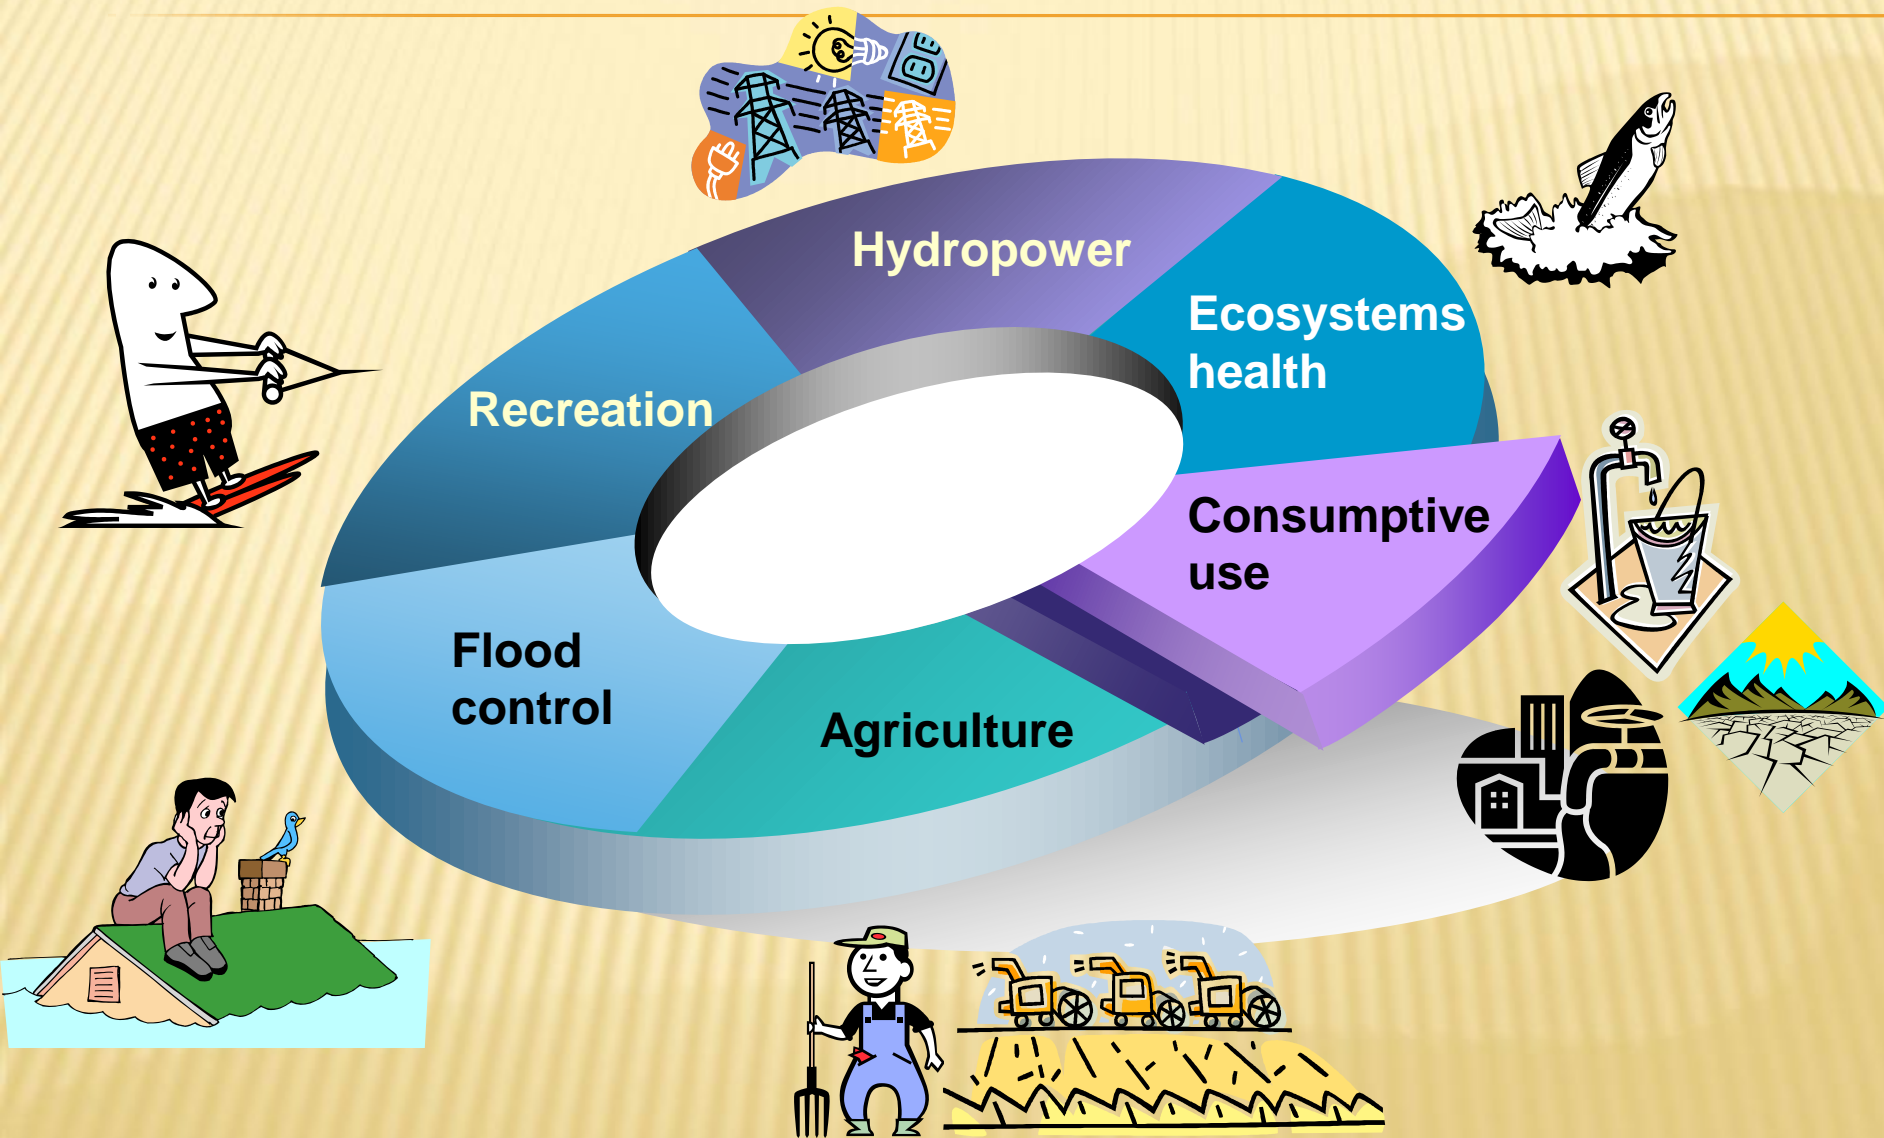 Hydropower
Ecosystems
health
Recreation
Consumptive
use
Flood
control
Agriculture